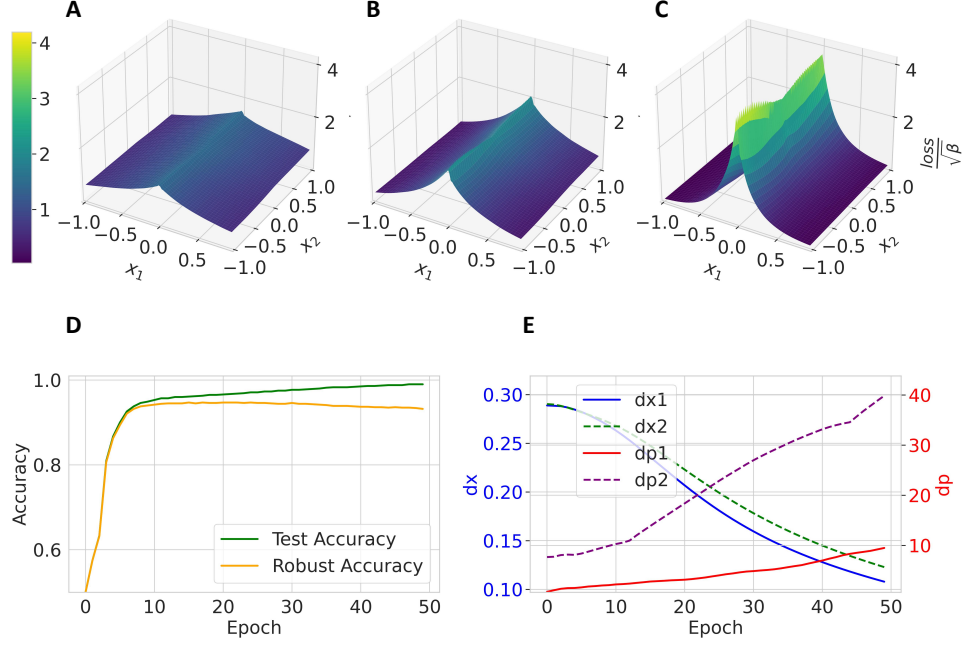 A
B
C
4
3
2
1
4
2
−1.0
−0.5
0.0
0.5
x1
−1.0
−0.5
0.0
0.5
1.0
4
2
−1.0
−0.5
0.0
0.5
x1
−1.0
−0.5
0.0
0.5
1.0
x2
4
2
−1.0
−0.5
0.0
0.5
x1
−1.0
−0.5
0.0
0.5
1.0
x2
loss
√β
D
E
1.0
0.8
0.6
Accuracy
Test Accuracy
Robust Accuracy
0 10 20 30 40 50
Epoch
0.30
0.25
0.20
0.15
0.10
dx
dx1
dx2
dp1
dp2
40
30
20
10
dp
0 10 20 30 40 50
Epoch